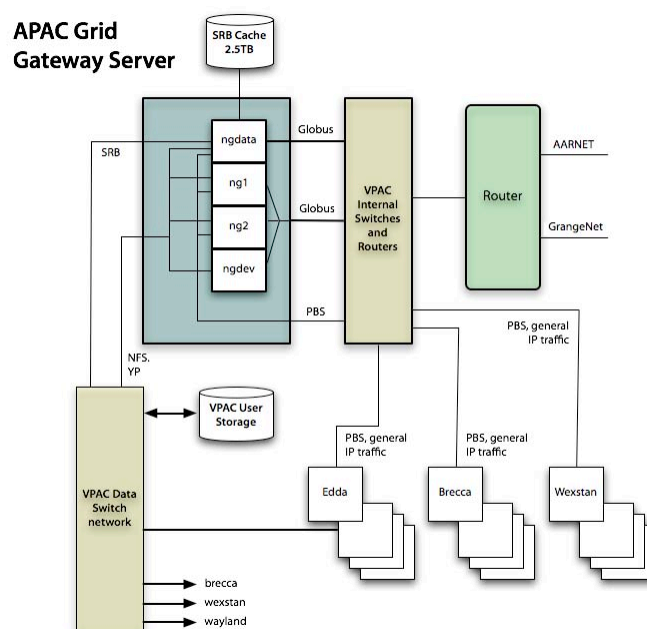 APAC Grid
Gateway Server
SRB Cache
2.5TB
ngdata
ng1
ng2
ngdev
SRB
Globus
Globus
PBS
NFS.
YP
VPAC
Internal
Switches
and
Routers
Router
AARNET
GrangeNet
PBS, general
IP traffic
VPAC User
Storage
PBS, general
IP traffic
PBS, general
IP traffic
Edda
Brecca
Wexstan
VPAC Data
Switch
network
brecca
wexstan
wayland